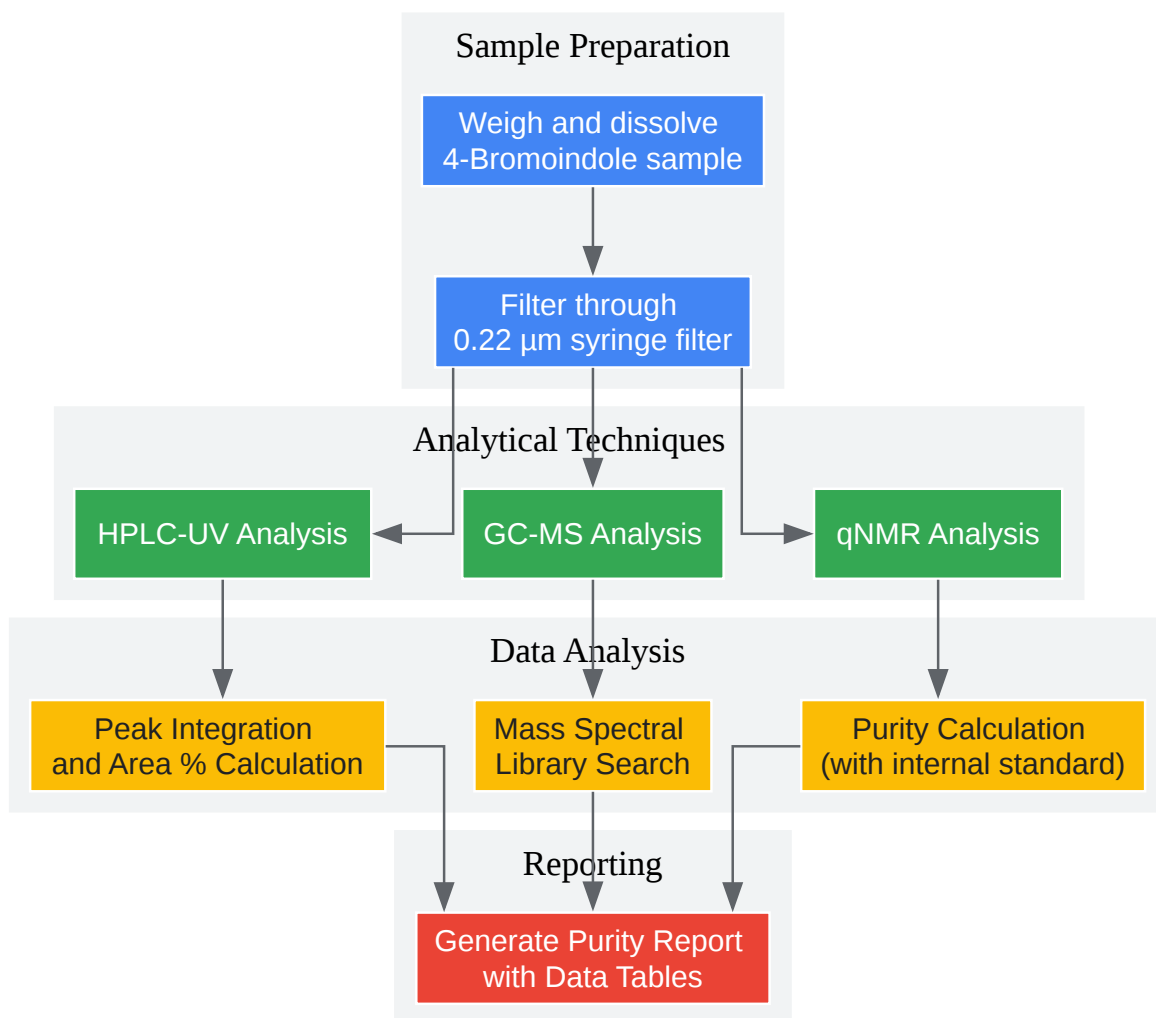 Sample Preparation
Weigh and dissolve
4-Bromoindole sample
Filter through
0.22 µm syringe filter
Analytical Techniques
HPLC-UV Analysis
GC-MS Analysis
qNMR Analysis
Data Analysis
Peak Integration
and Area % Calculation
Mass Spectral
Library Search
Purity Calculation
(with internal standard)
Reporting
Generate Purity Report
with Data Tables